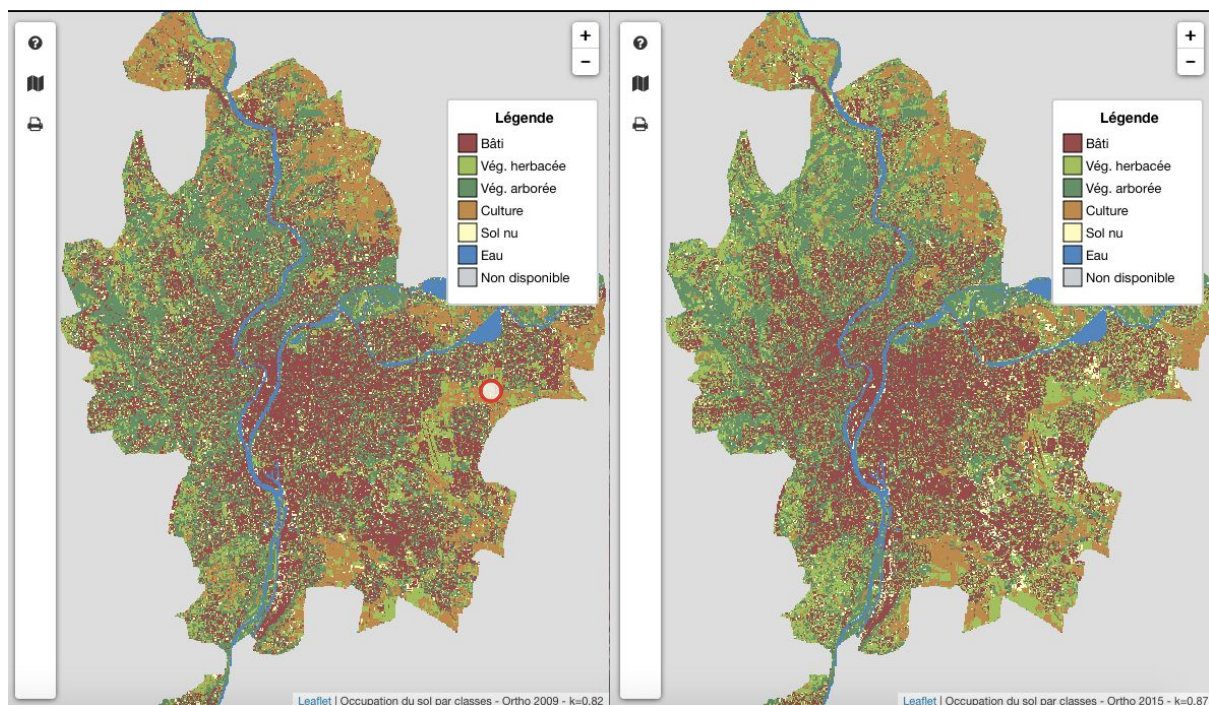 +
−
Légende
Bâti
Vég. herbacée
Vég. arborée
Culture
Sol nu
Eau
Non disponible
Leaflet | Occupation du sol par classes - Ortho 2009 - k=0.82
+
−
Légende
Bâti
Vég. herbacée
Vég. arborée
Culture
Sol nu
Eau
Non disponible
Leaflet | Occupation du sol par classes - Ortho 2015 - k=0.87